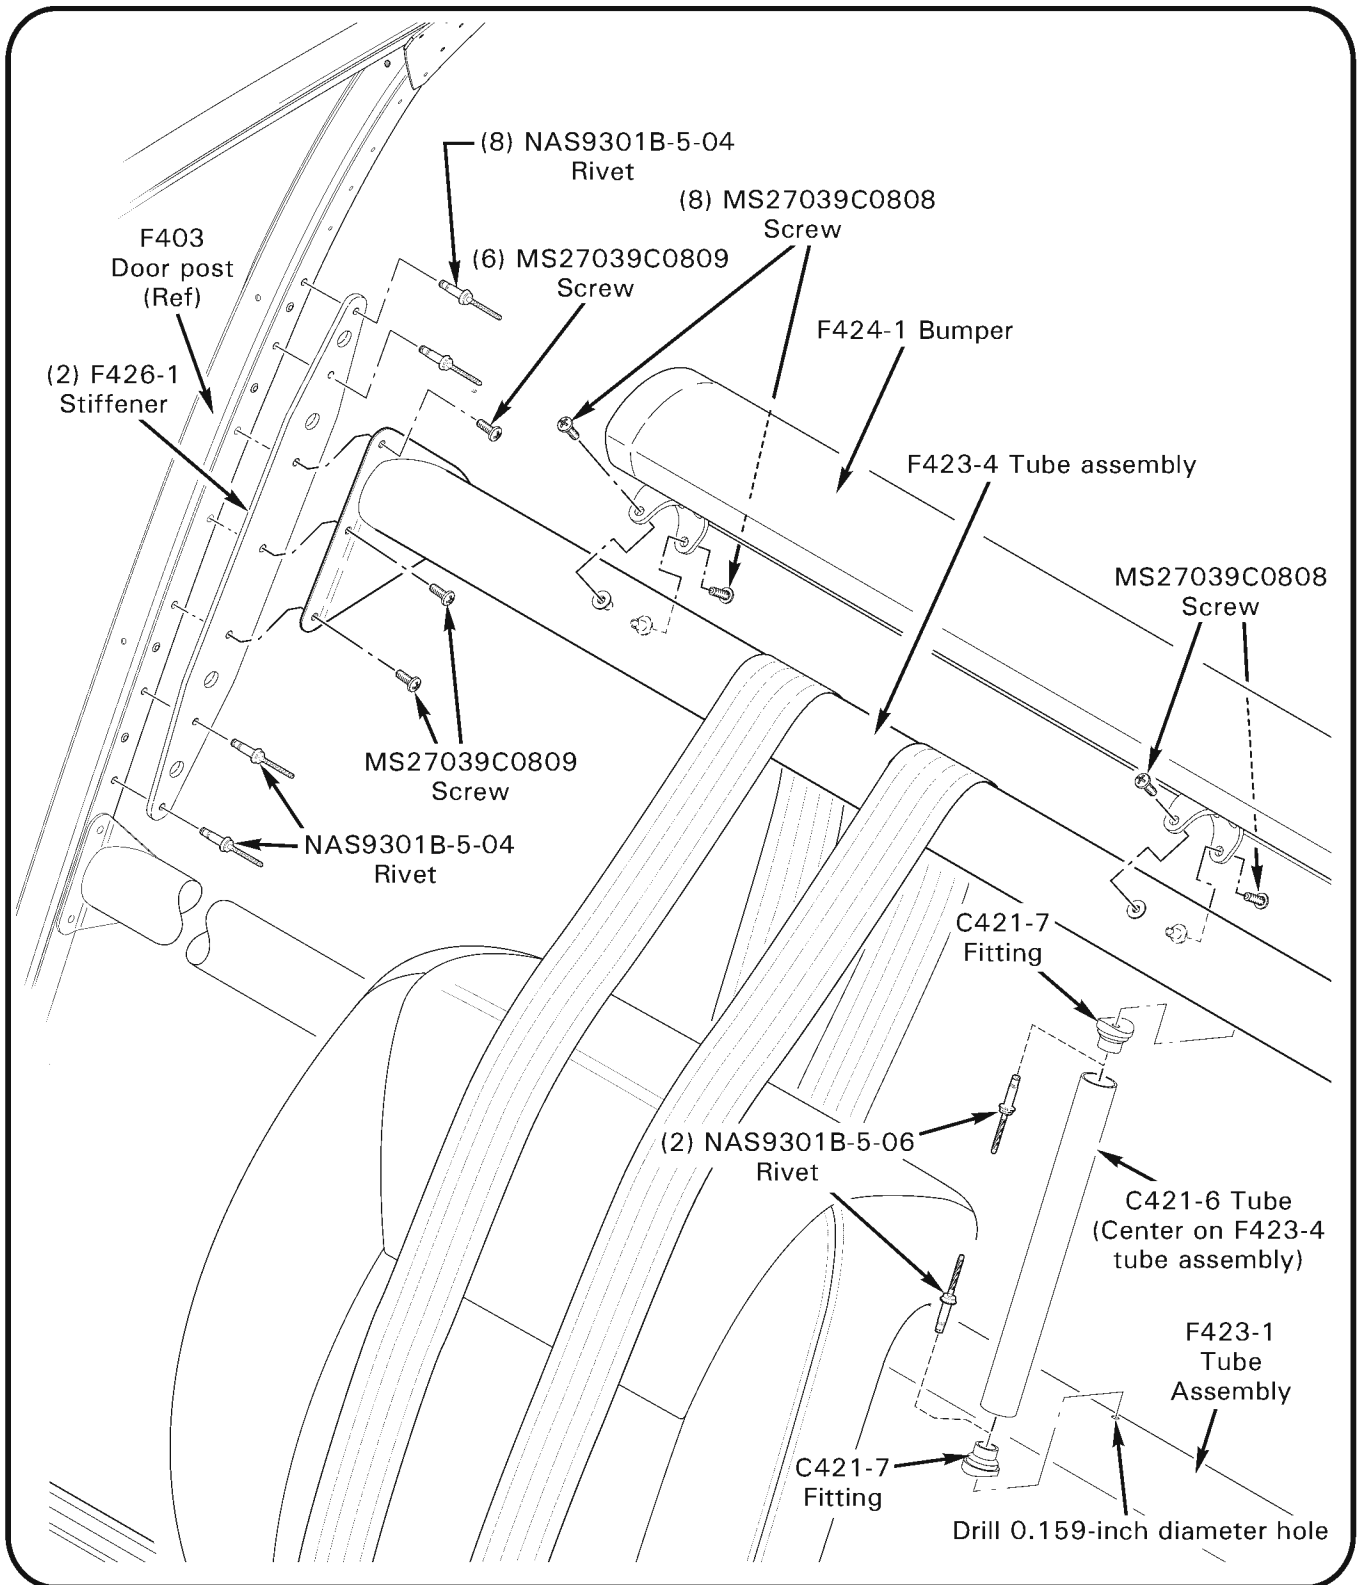 (8) NAS9301B-5-04
Rivet
(8) MS27039C0808
Screw
F403
Door post
(Ref)
(6) MS27039C0809
Screw
F424-1 Bumper
(2) F426-1
Stiffener
F423-4 Tube assembly
MS27039C0808
Screw
MS27039C0809
Screw
NAS9301B-5-04
Rivet
C421-7
Fitting
(2) NAS9301B-5-06
Rivet
C421-6 Tube
(Center on F423-4
tube assembly)
F423-1
Tube
Assembly
C421-7
Fitting
Drill 0.159-inch diameter hole